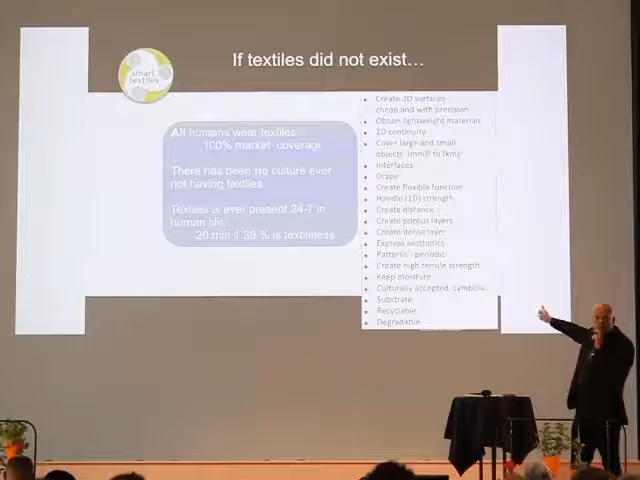 If textiles did not exist...
smart
textiles
All humans wear textiles
100% market- coverage
There has been no culture ever
not having textiles
Textiles is ever present 24-7 in
human life...
20 min 1.39 % is textileless
Create 2D surfaces
cheap and with precision
Obtain lightweight materials
2D continuity
Cover large and small
objects (mm)² to (km)²
Interfaces
Drape
Create flexible function
Handle (1D) strength
Create distance
Create porous layers
Create dense layer
Express aesthetics
Patterns - periodic
Create high tensile strength
Keep moisture
Culturally accepted, symbolic
Substrate
Recyclable
Degradable